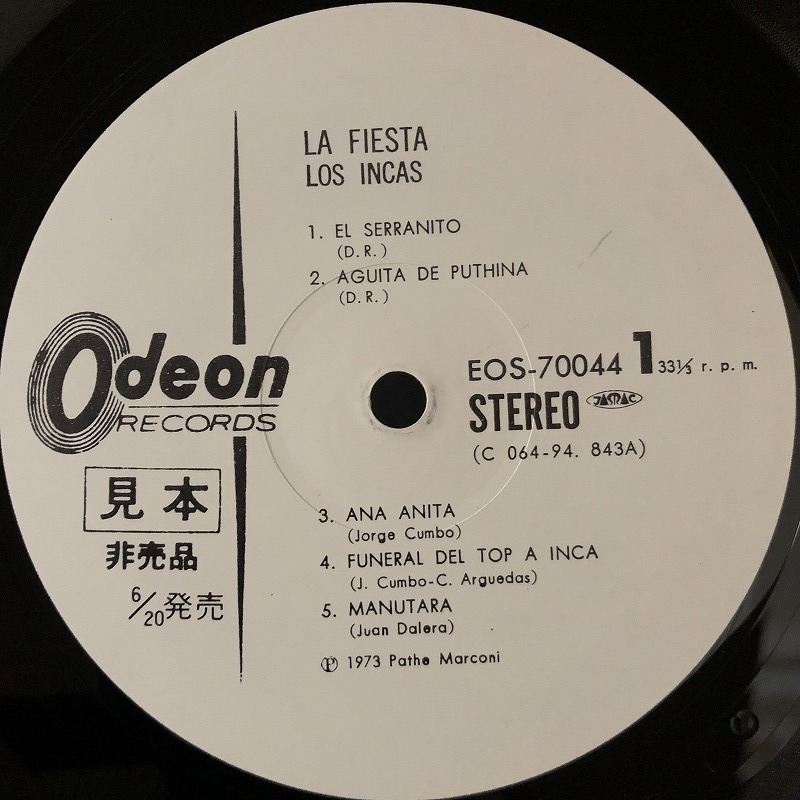 LA FIESTA
LOS INCAS
1. EL SERRANITO
(D.R.)
2. AGUITA DE PUTHINA
(D.R.)
Odeon
RECORDS
EOS-70044 1 33⅓ r. p. m.
STEREO JASRAC
(C 064-94. 843A)
見本
非売品
6/20発売
3. ANA ANITA
(Jorge Cumbo)
4. FUNERAL DEL TOP A INCA
(J. Cumbo-C. Arguedas)
5. MANUTARA
(Juan Dalera)
Ⓟ 1973 Pathe Marconi